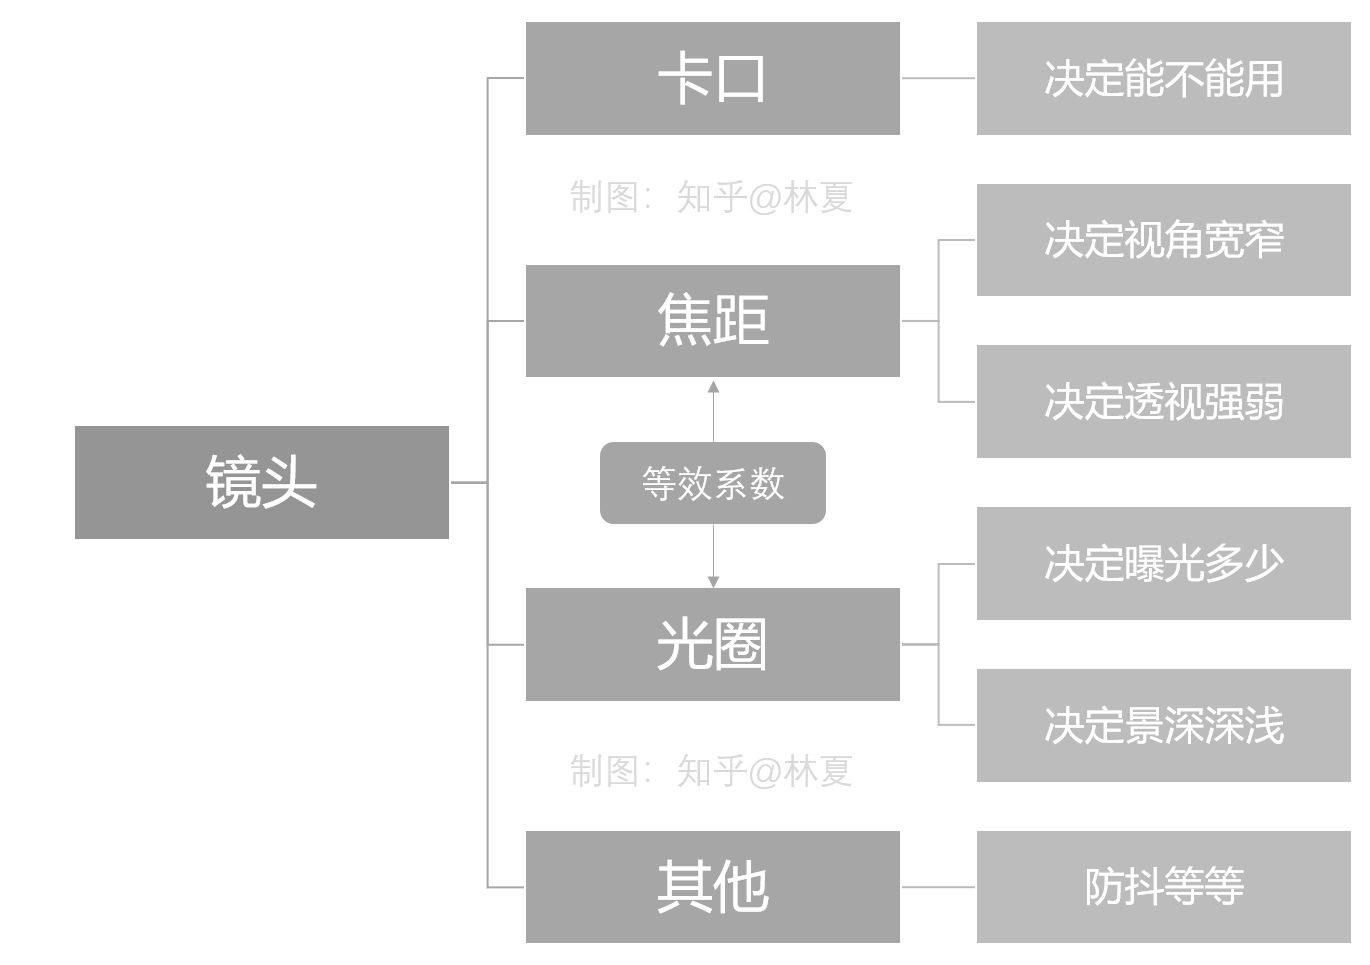 卡口
决定能不能用
制图：知乎@林夏
决定视角宽窄
焦距
决定透视强弱
镜头
等效系数
决定曝光多少
光圈
决定景深深浅
制图：知乎@林夏
其他
防抖等等